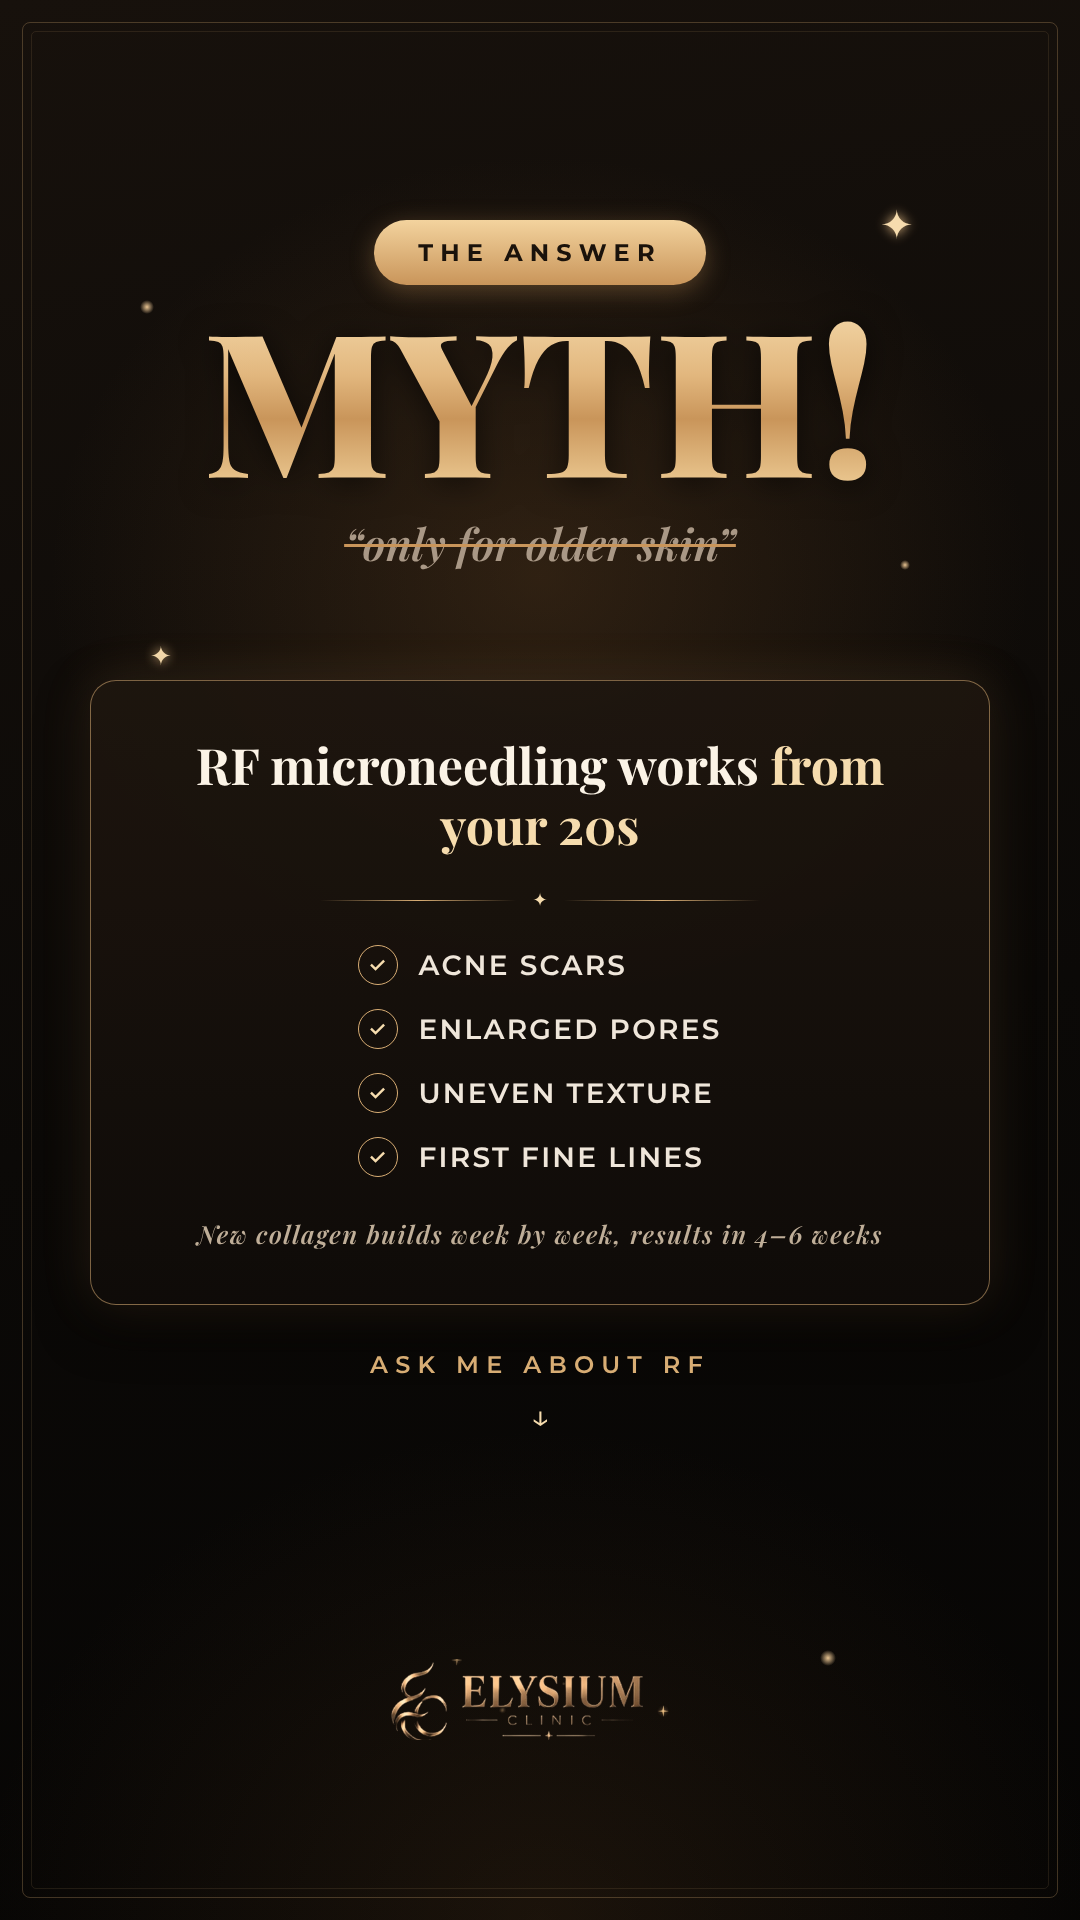 THE ANSWER
MYTH!
“only for older skin”
RF microneedling works from
your 20s
ACNE SCARS
ENLARGED PORES
UNEVEN TEXTURE
FIRST FINE LINES
New collagen builds week by week, results in 4–6 weeks
ASK ME ABOUT RF
ELYSIUM
CLINIC